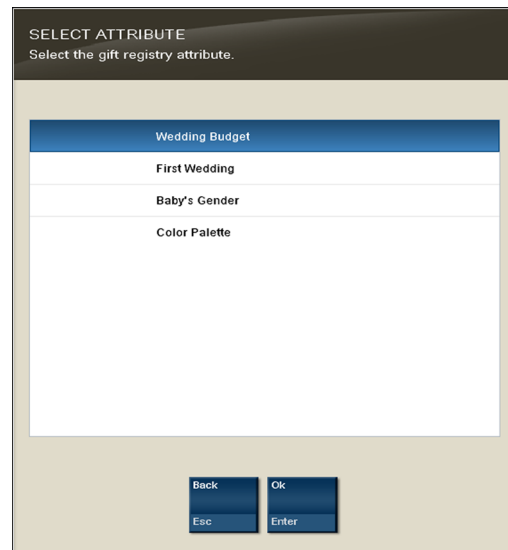 SELECT ATTRIBUTE
Select the gift registry attribute.
Wedding Budget
First Wedding
Baby's Gender
Color Palette
Back Ok
Esc Enter